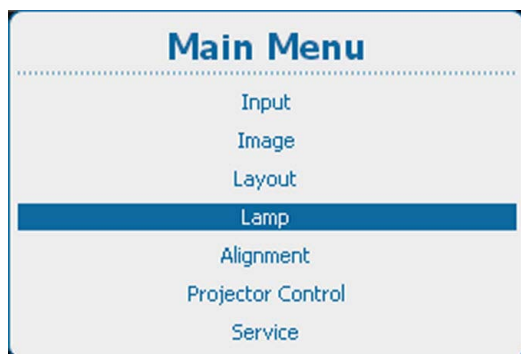 Main Menu
Input
Image
Layout
Lamp
Alignment
Projector Control
Service